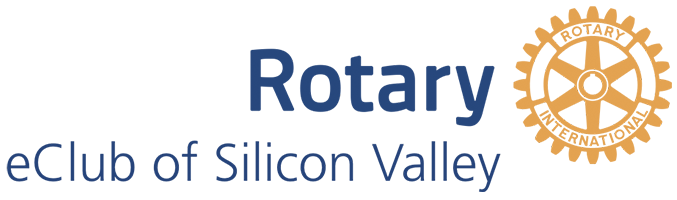 Rotary
eClub of Silicon Valley
ROTARY
INTERNATIONAL